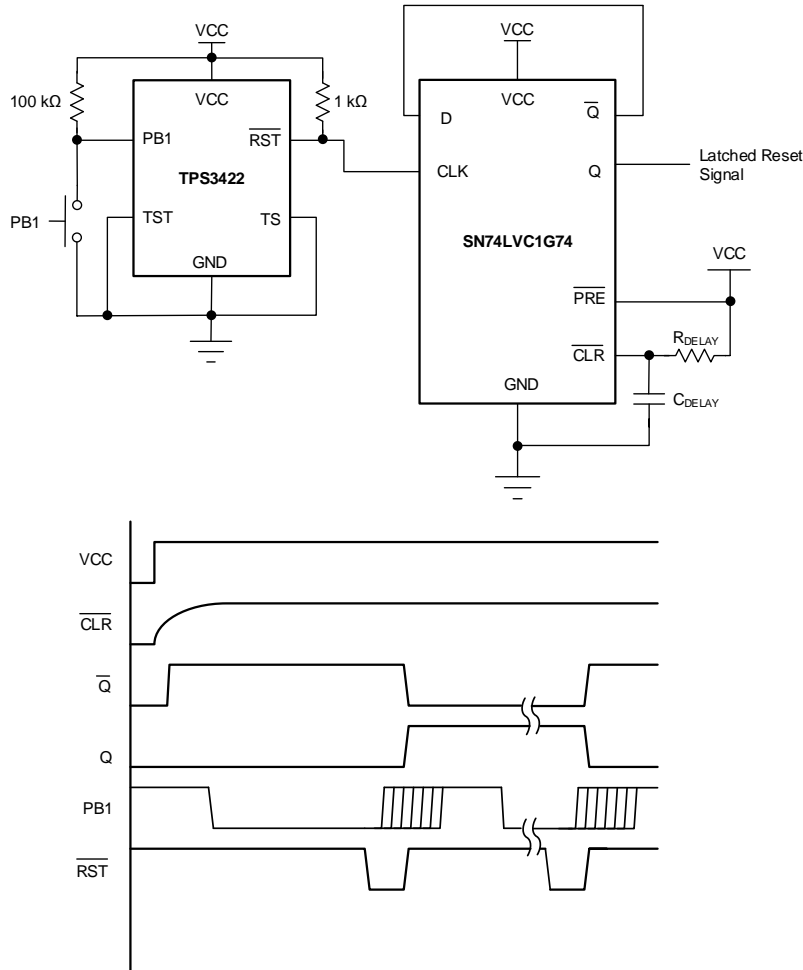 VCC
VCC
100 kΩ
1 kΩ
VCC
VCC
D
Q
PB1
RST
CLK
Q
Latched Reset
Signal
TPS3422
PB1
TST
TS
SN74LVC1G74
VCC
GND
PRE
RDELAY
CLR
GND
CDELAY
VCC
CLR
Q
Q
PB1
RST